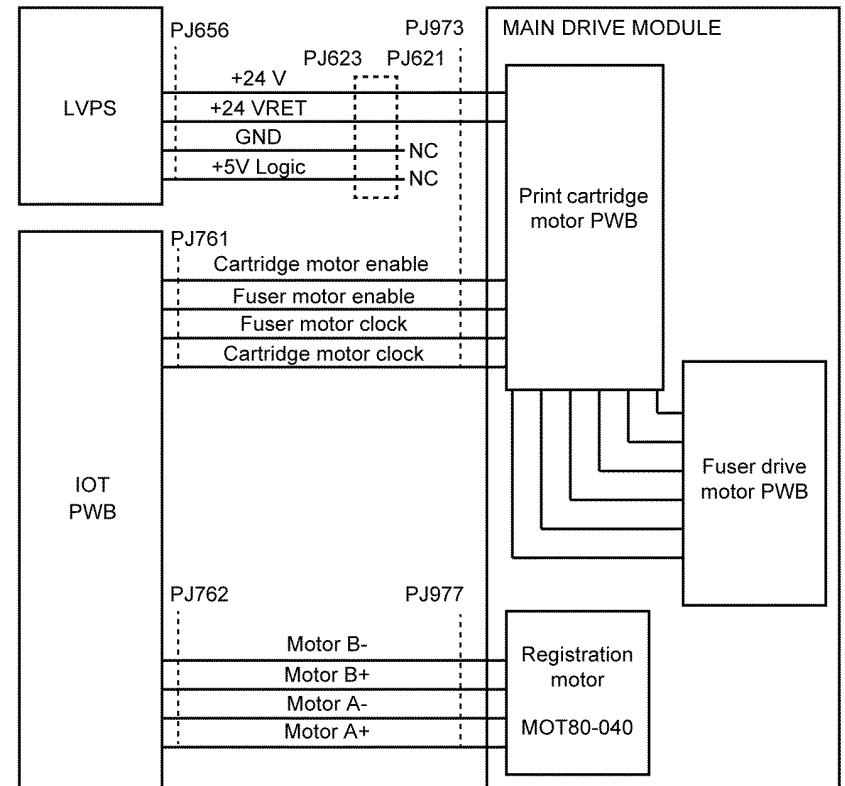 PJ656
PJ973
MAIN DRIVE MODULE
PJ623
PJ621
+24 V
LVPS
+24 VRET
GND
NC
+5V Logic
NC
Print cartridge
motor PWB
PJ761
Cartridge motor enable
Fuser motor enable
Fuser motor clock
Cartridge motor clock
Fuser drive
motor PWB
IOT
PWB
PJ762
PJ977
Motor B-
Motor B+
Motor A-
Motor A+
Registration
motor
MOT80-040